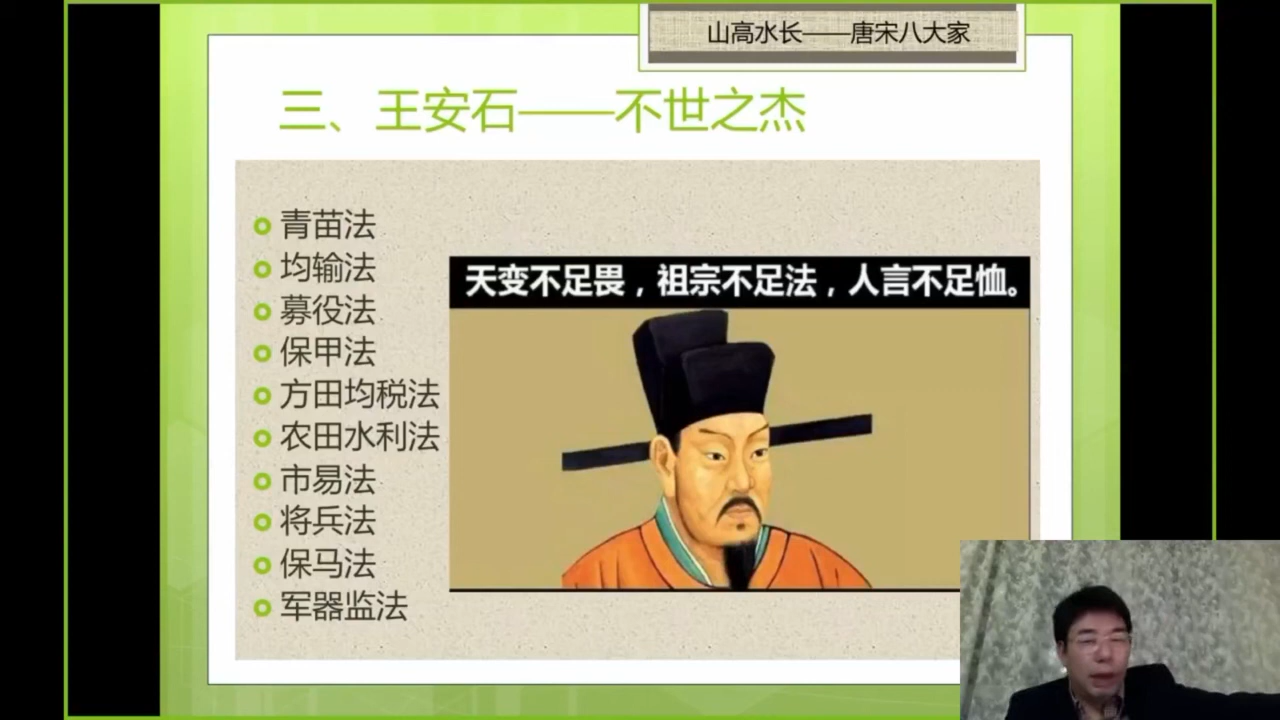 山高水长——唐宋八大家
三、王安石——不世之杰
青苗法
均输法
募役法
保甲法
方田均税法
农田水利法
市易法
将兵法
保马法
军器监法
天变不足畏，祖宗不足法，人言不足恤。